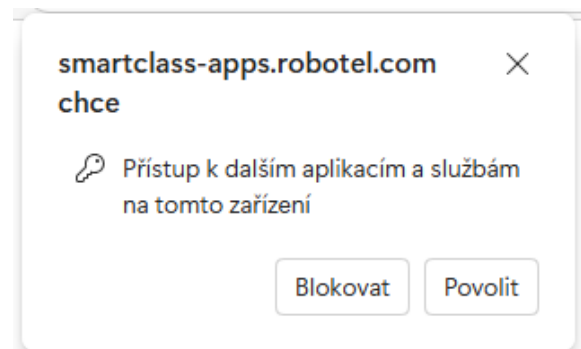 smartclass-apps.robotel.com
chce
Přístup k dalším aplikacím a službám
na tomto zařízení
Blokovat
Povolit